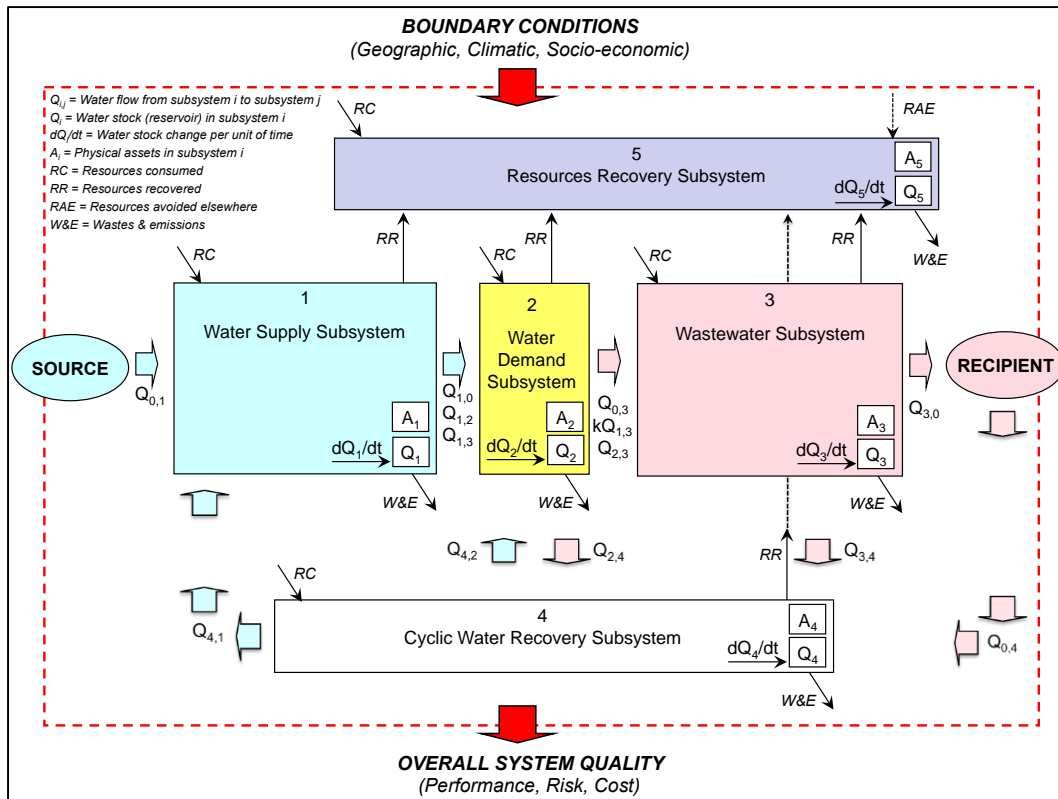 BOUNDARY CONDITIONS
(Geographic, Climatic, Socio-economic)
Qi,j = Water flow from subsystem i to subsystem j
Qi = Water stock (reservoir) in subsystem i
dQi/dt = Water stock change per unit of time
Ai = Physical assets in subsystem i
RC = Resources consumed
RR = Resources recovered
RAE = Resources avoided elsewhere
W&E = Wastes & emissions
RC
RAE
5
Resources Recovery Subsystem
A5
dQ5/dt
Q5
W&E
RC
RR
RC
RR
RR
1
Water Supply Subsystem
A1
dQ1/dt
Q1
W&E
2
Water
Demand
Subsystem
A2
dQ2/dt
Q2
W&E
3
Wastewater Subsystem
A3
dQ3/dt
Q3
W&E
SOURCE
Q0,1
Q1,0
Q1,2
Q1,3
Q0,3
kQ1,3
Q2,3
Q3,0
RECIPIENT
Q4,2
Q2,4
RR
Q3,4
RC
4
Cyclic Water Recovery Subsystem
A4
dQ4/dt
Q4
W&E
Q4,1
Q0,4
OVERALL SYSTEM QUALITY
(Performance, Risk, Cost)